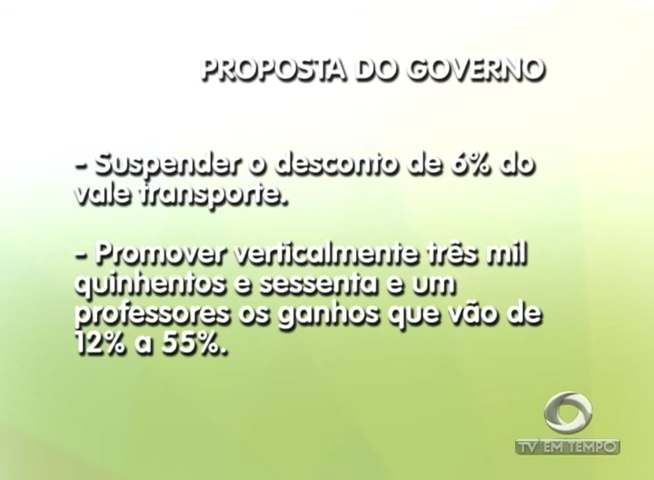 PROPOSTA DO GOVERNO
- Suspender o desconto de 6% do
vale transporte.
- Promover verticalmente três mil
quinhentos e sessenta e um
professores os ganhos que vão de
12% a 55%.
TV EM TEMPO